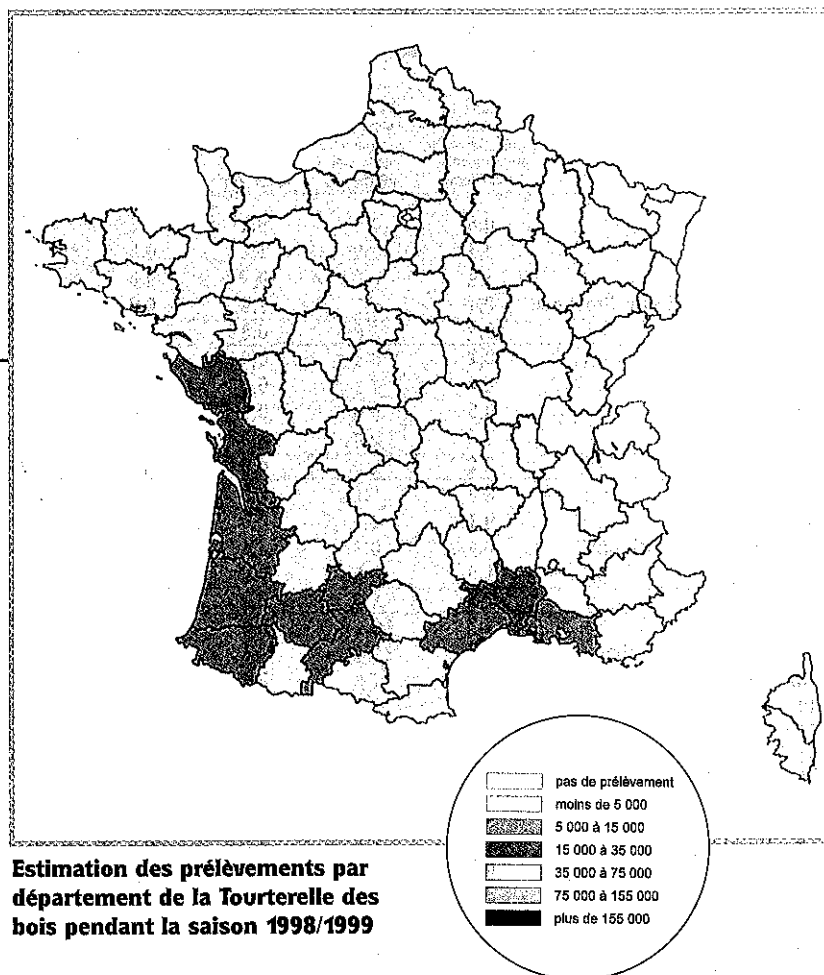 pas de prélèvement
moins de 5 000
5 000 à 15 000
15 000 à 35 000
35 000 à 75 000
75 000 à 155 000
plus de 155 000
Estimation des prélèvements par
département de la Tourterelle des
bois pendant la saison 1998/1999